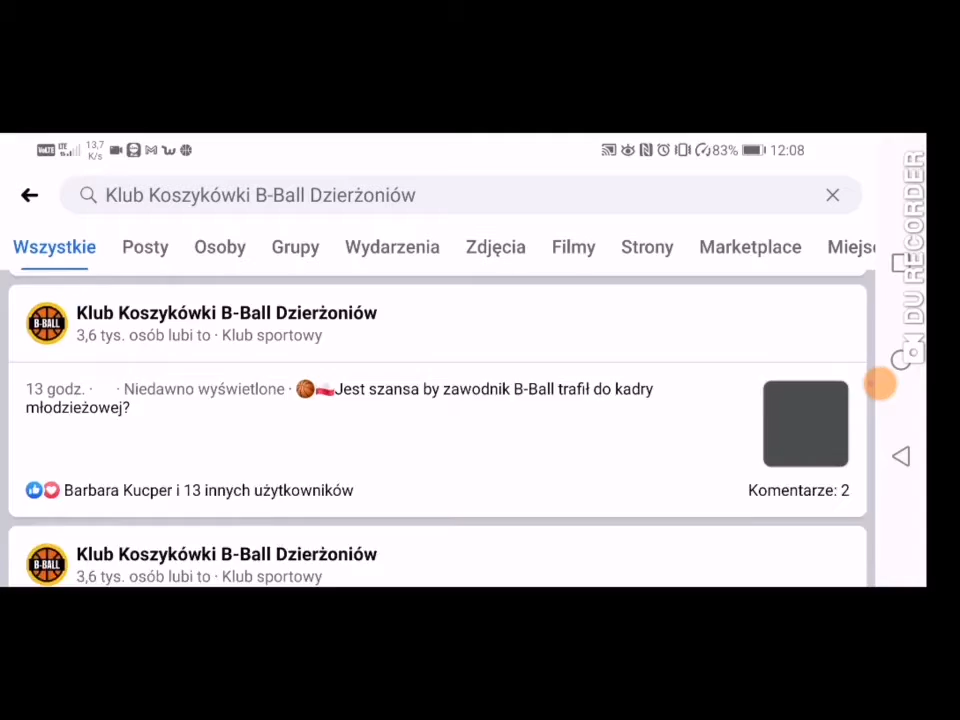 VoLTE LTE 13,7 K/s 83% 12:08
Klub Koszykówki B-Ball Dzierżoniów
Wszystkie Posty Osoby Grupy Wydarzenia Zdjęcia Filmy Strony Marketplace Miejsc
B-BALL Klub Koszykówki B-Ball Dzierżoniów
3,6 tys. osób lubi to · Klub sportowy
13 godz. · · Niedawno wyświetlone · 🏀🇵🇱Jest szansa by zawodnik B-Ball trafił do kadry
młodzieżowej?
Barbara Kucper i 13 innych użytkowników Komentarze: 2
B-BALL Klub Koszykówki B-Ball Dzierżoniów
3,6 tys. osób lubi to · Klub sportowy
DU RECORDER